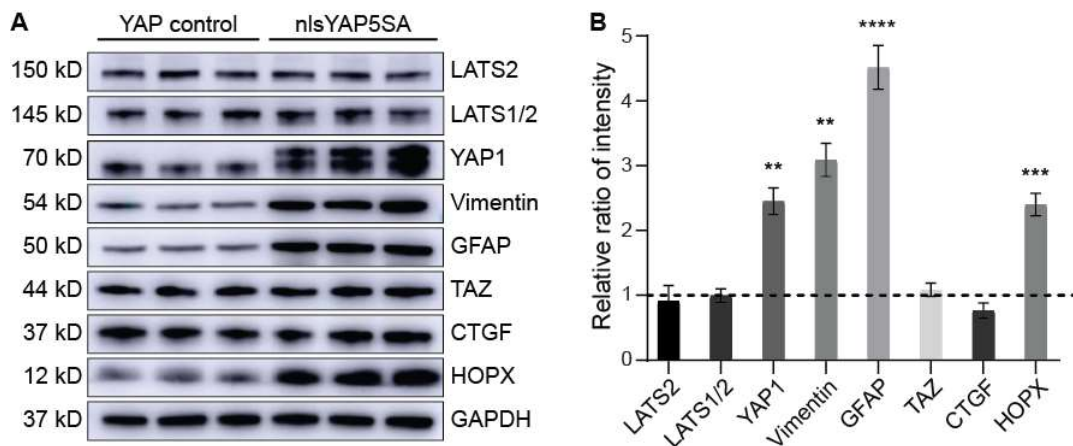 A
YAP control nlsYAP5SA
150 kD LATS2
145 kD LATS1/2
70 kD YAP1
54 kD Vimentin
50 kD GFAP
44 kD TAZ
37 kD CTGF
12 kD HOPX
37 kD GAPDH
B
Relative ratio of intensity
5
4
3
2
1
0
**
**
****
***
LATS2
LATS1/2
YAP1
Vimentin
GFAP
TAZ
CTGF
HOPX